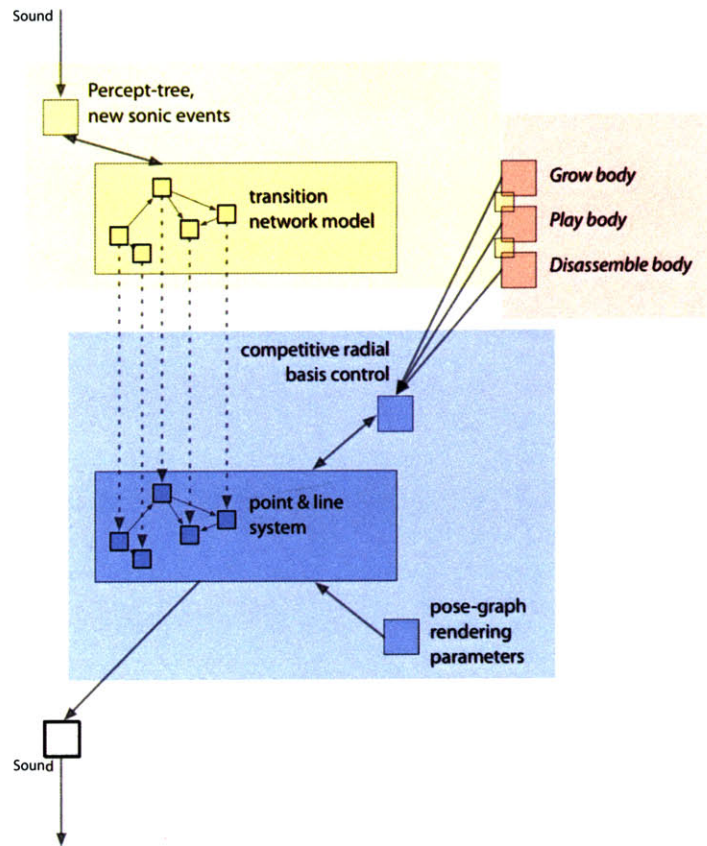 Sound
Percept-tree,
new sonic events
transition
network model
Grow body
Play body
Disassemble body
competitive radial
basis control
point & line
system
pose-graph
rendering
parameters
Sound